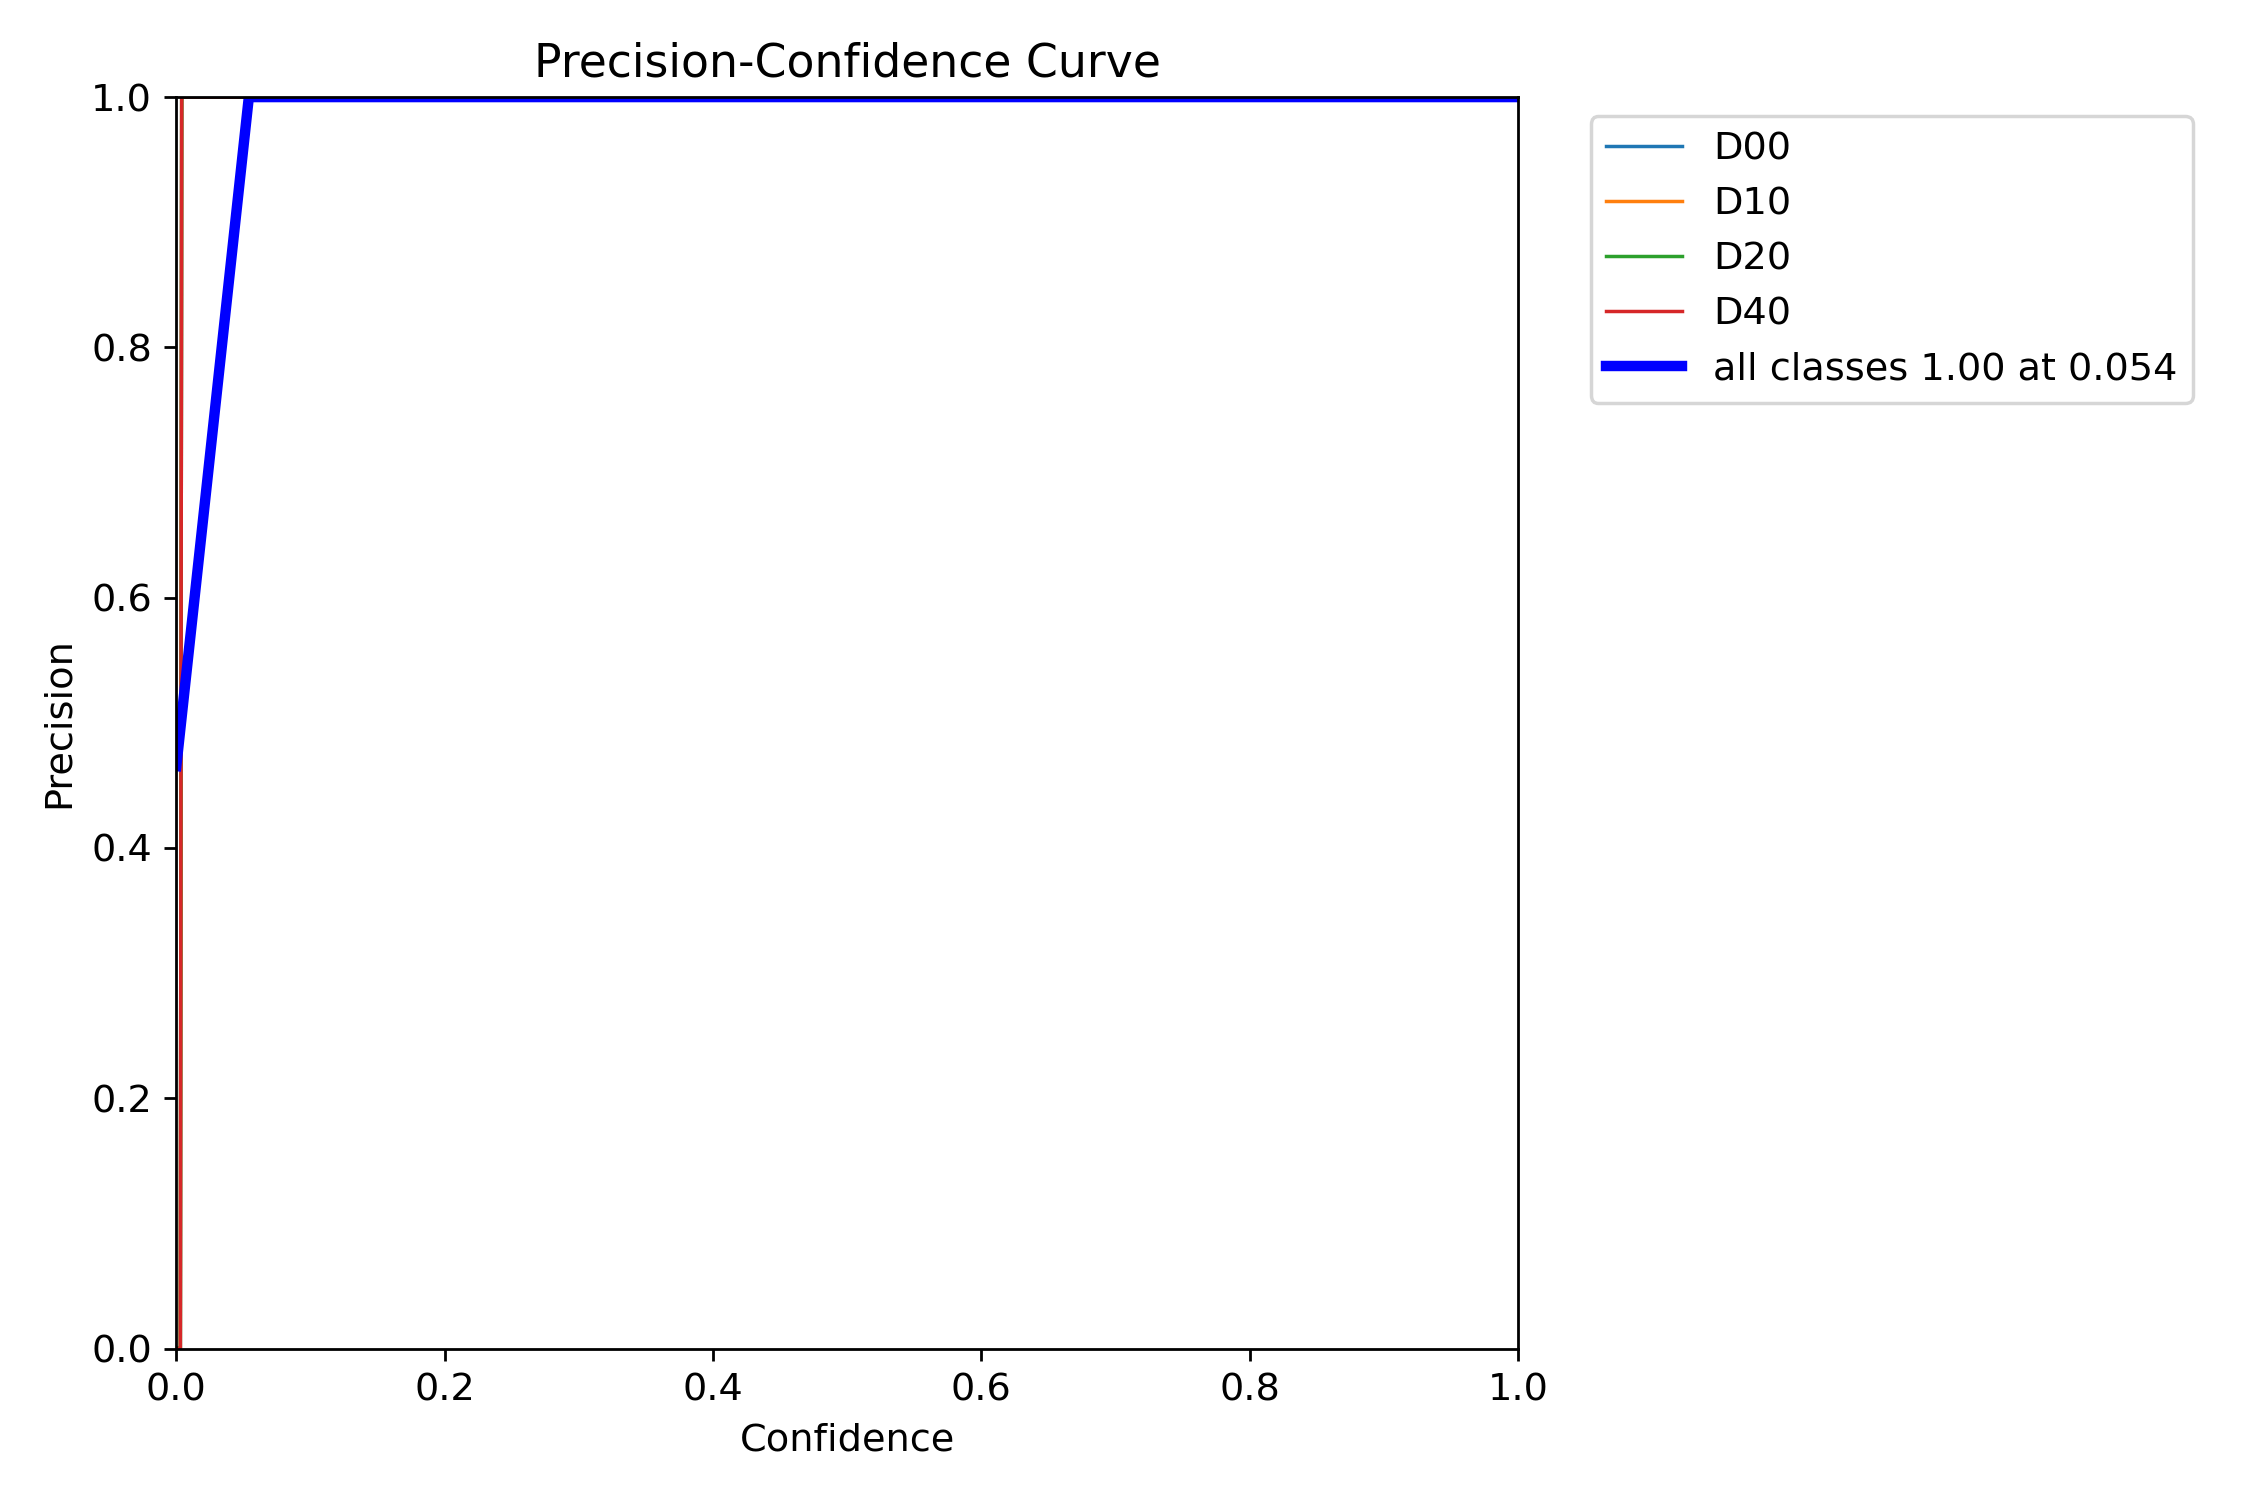 Precision-Confidence Curve
1.0
0.8
0.6
0.4
0.2
0.0
Precision
0.0 0.2 0.4 0.6 0.8 1.0
Confidence
D00
D10
D20
D40
all classes 1.00 at 0.054